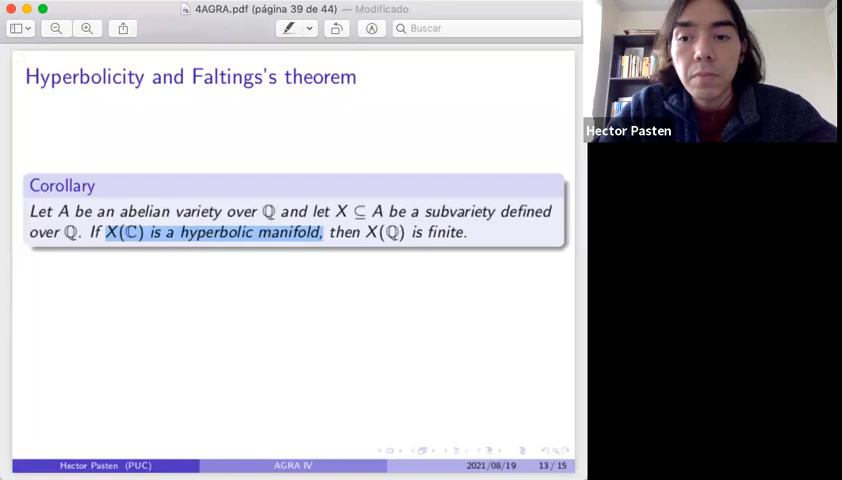 4AGRA.pdf (página 39 de 44) — Modificado
Buscar
Hyperbolicity and Faltings's theorem
Corollary
Let A be an abelian variety over ℚ and let X ⊆ A be a subvariety defined
over ℚ. If X(ℂ) is a hyperbolic manifold, then X(ℚ) is finite.
Hector Pasten (PUC)
AGRA IV
2021/08/19
13 / 15
Hector Pasten